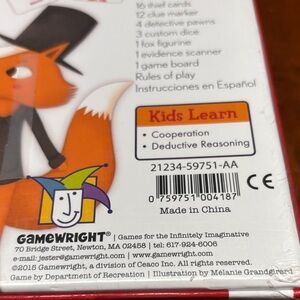 16 thief cards
12 clue marker
4 detective pawns
3 custom dice
1 fox figurine
1 evidence scanner
1 game board
Rules of play
Instrucciones en Español
Kids Learn
• Cooperation
• Deductive Reasoning
21234-59751-AA
0 759751 004187
CE
Made in China
GAMEWRIGHT® | Games for the Infinitely Imaginative
70 Bridge Street, Newton, MA 02458 | tel: 617-924-6006
e-mail: jester@gamewright.com | www.gamewright.com
©2015 Gamewright, a division of Ceaco Inc. All rights reserved.
Game by Department of Recreation | Illustration by Mélanie Grandgirard